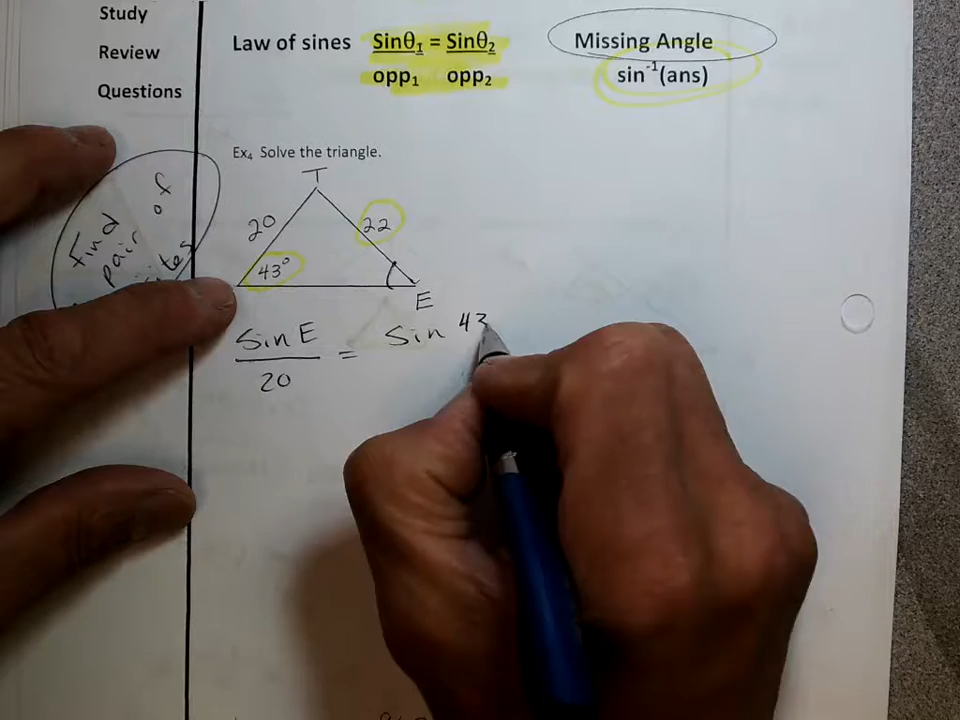 Study
Review
Questions
Law of sines Sinθ1 = Sinθ2
opp1 opp2
Missing Angle
sin⁻¹(ans)
Ex4 Solve the triangle.
T
20
22
43°
E
Find
pair
of
Sin E = Sin 43
20